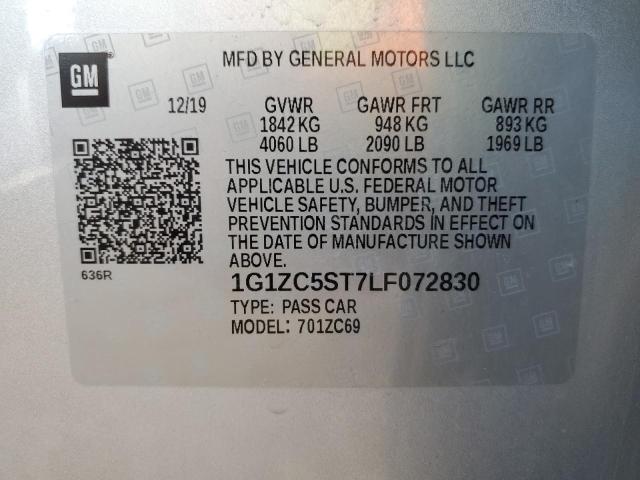 GM
MFD BY GENERAL MOTORS LLC
12/19 GVWR GAWR FRT GAWR RR
1842 KG 948 KG 893 KG
4060 LB 2090 LB 1969 LB
THIS VEHICLE CONFORMS TO ALL
APPLICABLE U.S. FEDERAL MOTOR
VEHICLE SAFETY, BUMPER, AND THEFT
PREVENTION STANDARDS IN EFFECT ON
THE DATE OF MANUFACTURE SHOWN
ABOVE.
636R
1G1ZC5ST7LF072830
TYPE: PASS CAR
MODEL: 701ZC69